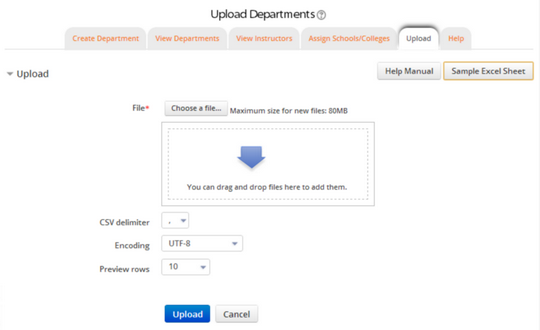 Upload Departments
Create Department View Departments View Instructors Assign Schools/Colleges Upload Help
Upload
Help Manual Sample Excel Sheet
File* Choose a file... Maximum size for new files: 80MB
You can drag and drop files here to add them.
CSV delimiter ,
Encoding UTF-8
Preview rows 10
Upload Cancel